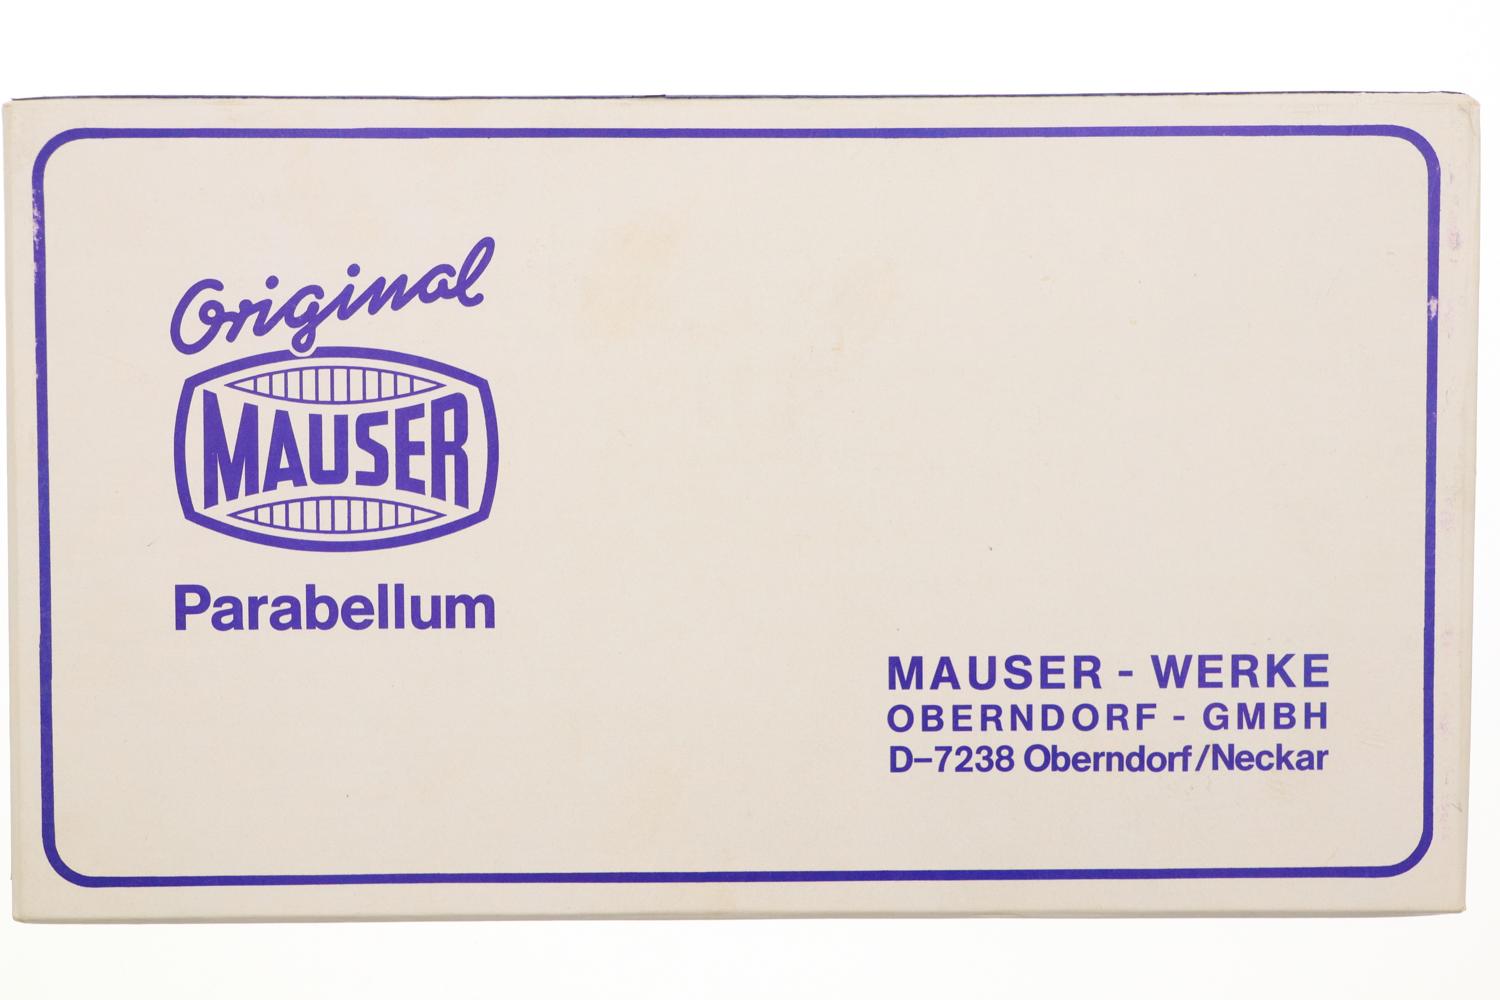 Original
MAUSER
Parabellum
MAUSER - WERKE
OBERNDORF - GMBH
D-7238 Oberndorf/Neckar